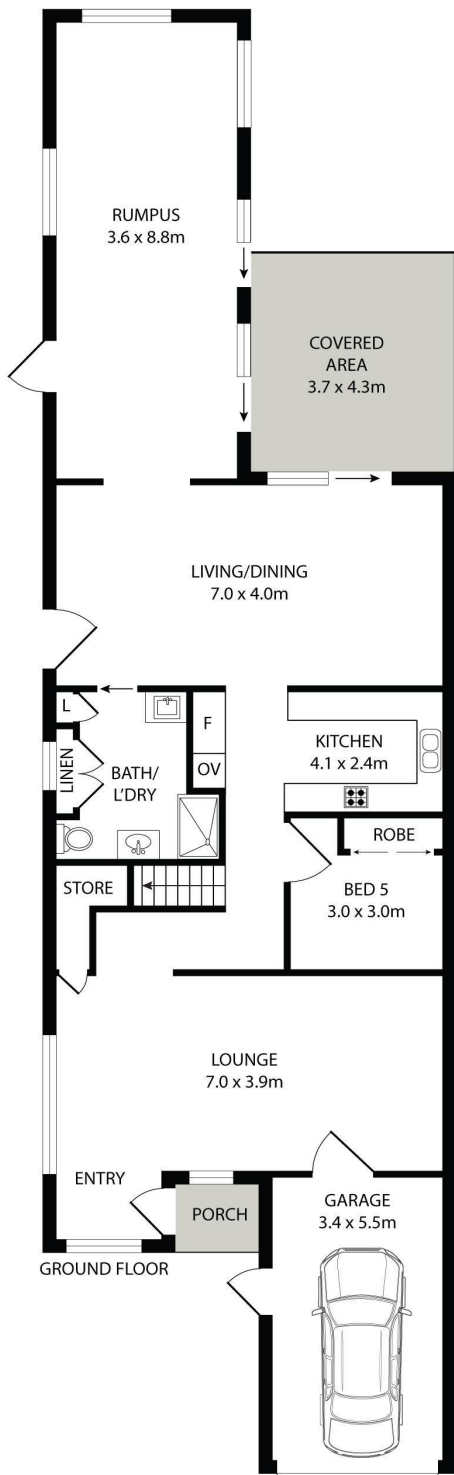 RUMPUS
3.6 x 8.8m
COVERED
AREA
3.7 x 4.3m
LIVING/DINING
7.0 x 4.0m
L
F
LINEN
BATH/
L'DRY
OV
KITCHEN
4.1 x 2.4m
ROBE
STORE
BED 5
3.0 x 3.0m
LOUNGE
7.0 x 3.9m
ENTRY
PORCH
GARAGE
3.4 x 5.5m
GROUND FLOOR